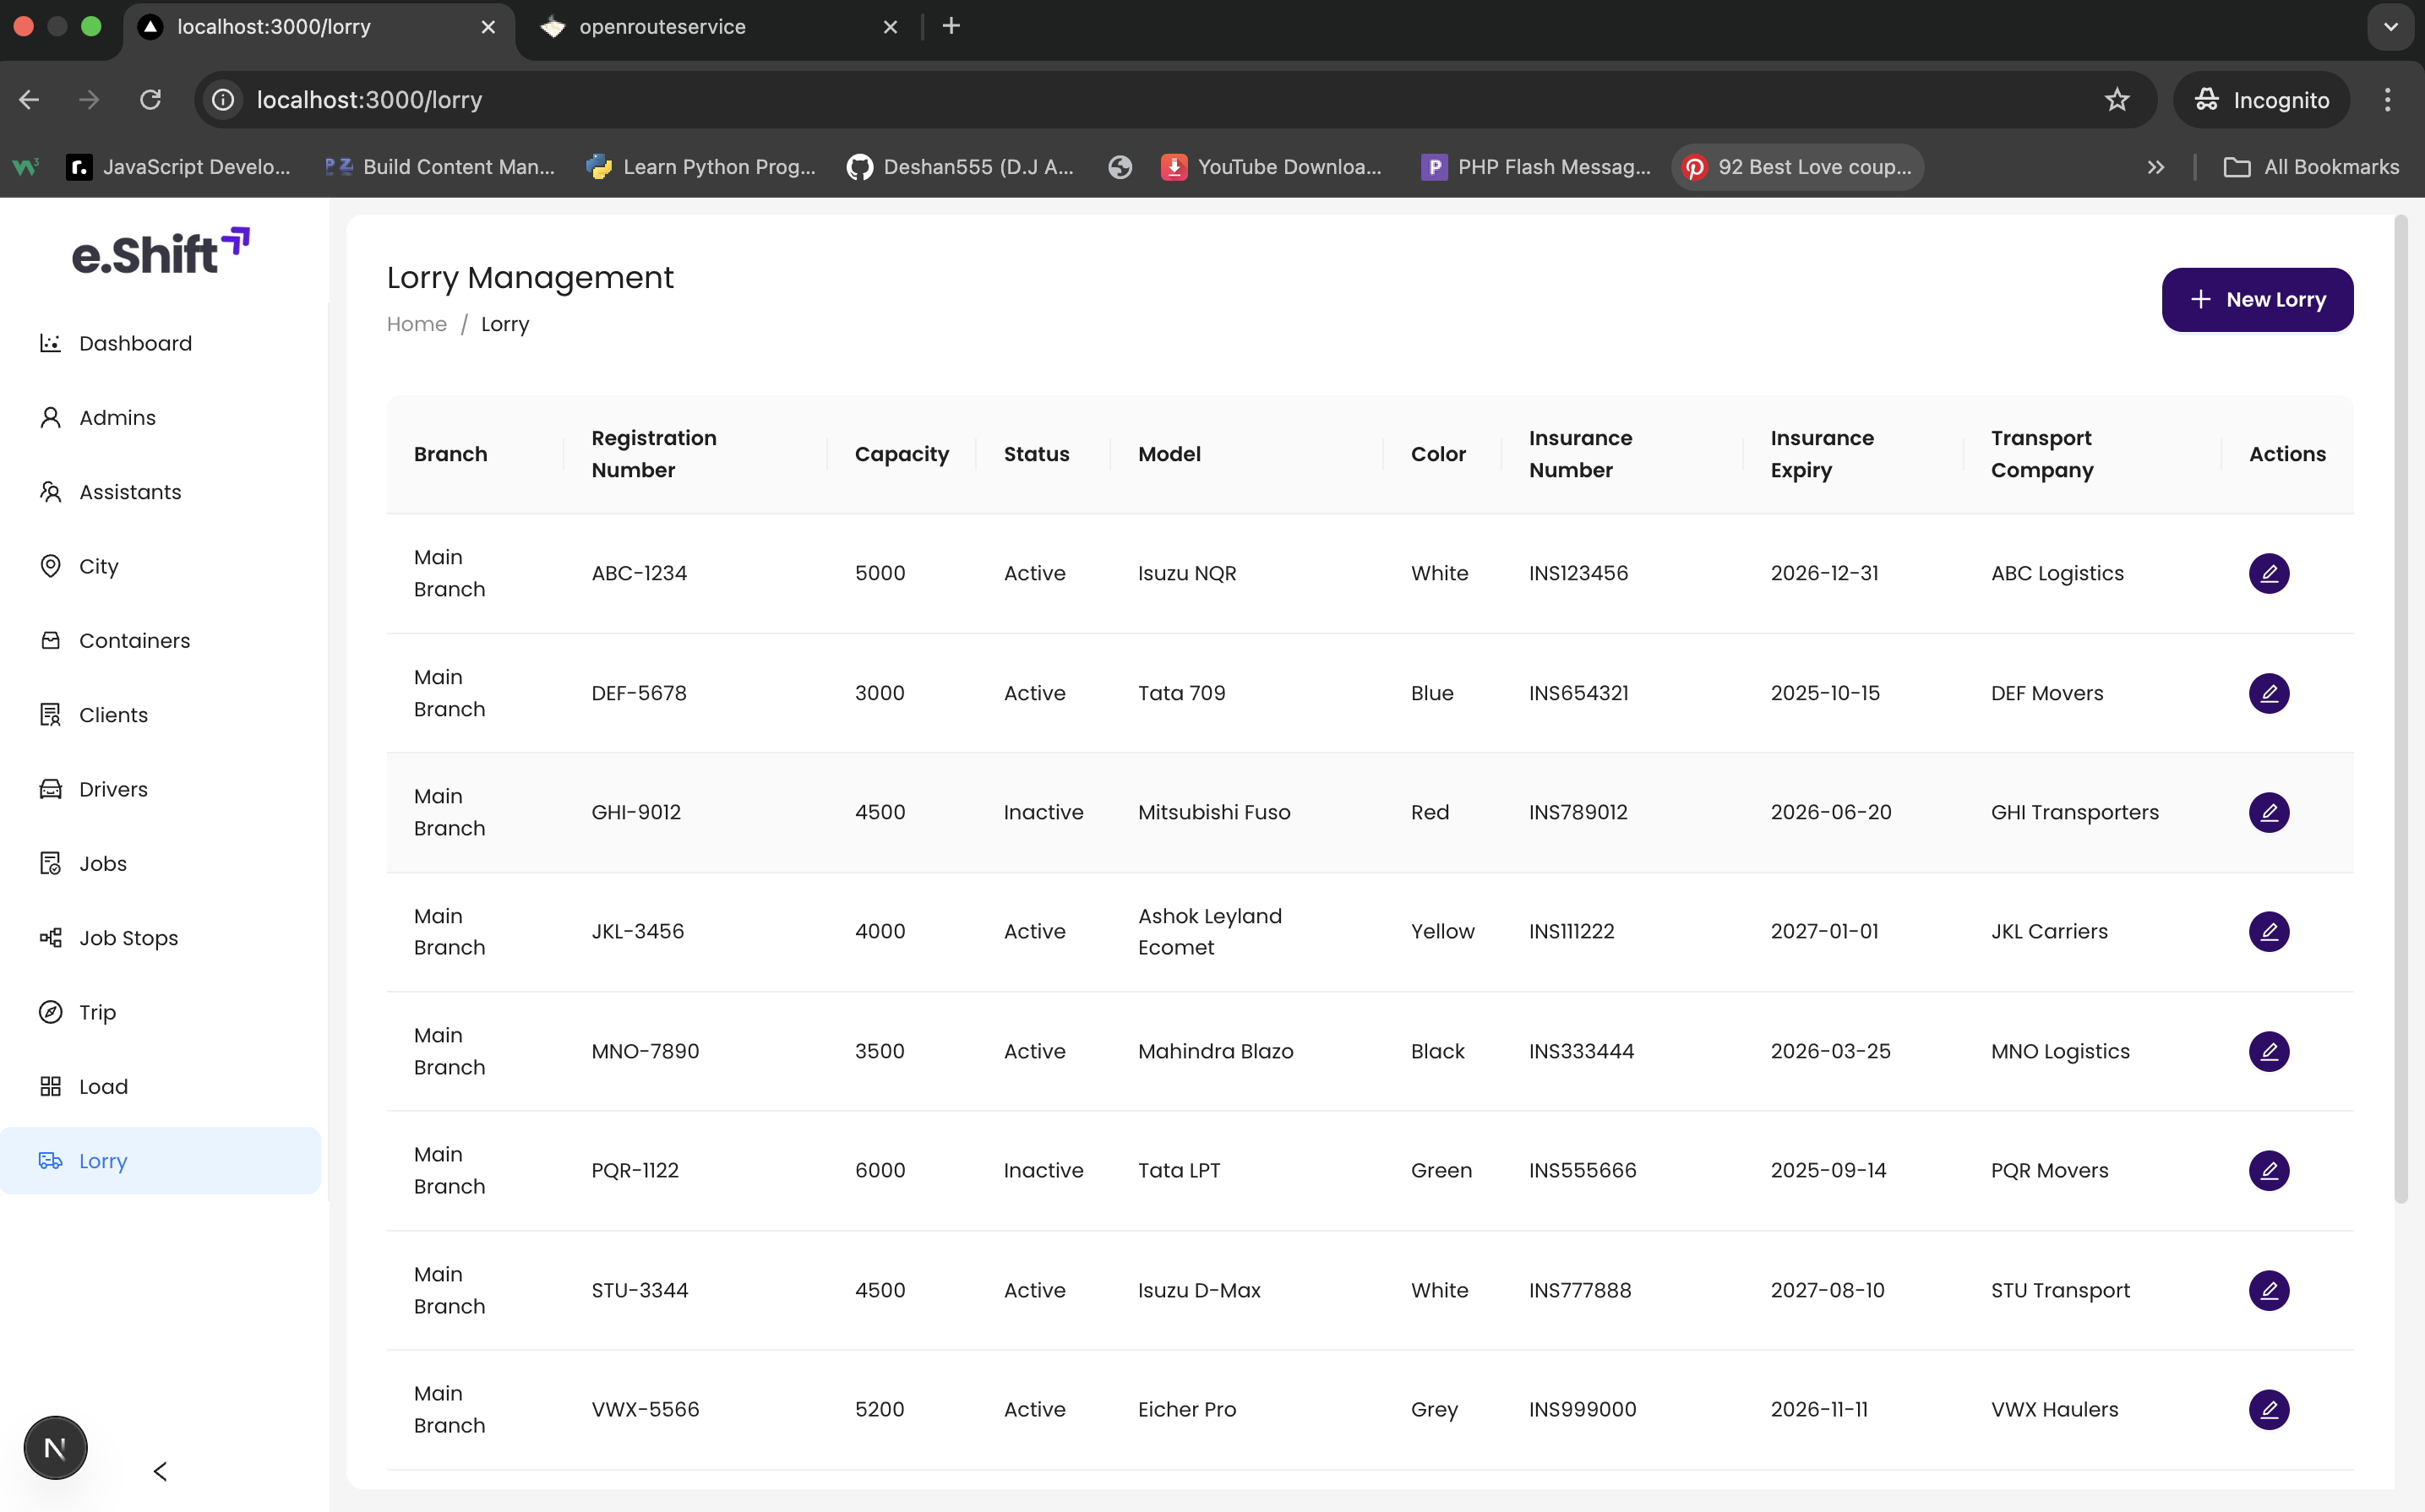 localhost:3000/lorry
openrouteservice
localhost:3000/lorry
Incognito
JavaScript Develo...
Build Content Man...
Learn Python Prog...
Deshan555 (D.J A...
YouTube Downloa...
PHP Flash Messag...
92 Best Love coup...
All Bookmarks
e.Shift
Dashboard
Admins
Assistants
City
Containers
Clients
Drivers
Jobs
Job Stops
Trip
Load
Lorry
N
Lorry Management
Home / Lorry
New Lorry
Branch Registration Number Capacity Status Model Color Insurance Number Insurance Expiry Transport Company Actions
Main Branch ABC-1234 5000 Active Isuzu NQR White INS123456 2026-12-31 ABC Logistics
Main Branch DEF-5678 3000 Active Tata 709 Blue INS654321 2025-10-15 DEF Movers
Main Branch GHI-9012 4500 Inactive Mitsubishi Fuso Red INS789012 2026-06-20 GHI Transporters
Main Branch JKL-3456 4000 Active Ashok Leyland Ecomet Yellow INS111222 2027-01-01 JKL Carriers
Main Branch MNO-7890 3500 Active Mahindra Blazo Black INS333444 2026-03-25 MNO Logistics
Main Branch PQR-1122 6000 Inactive Tata LPT Green INS555666 2025-09-14 PQR Movers
Main Branch STU-3344 4500 Active Isuzu D-Max White INS777888 2027-08-10 STU Transport
Main Branch VWX-5566 5200 Active Eicher Pro Grey INS999000 2026-11-11 VWX Haulers